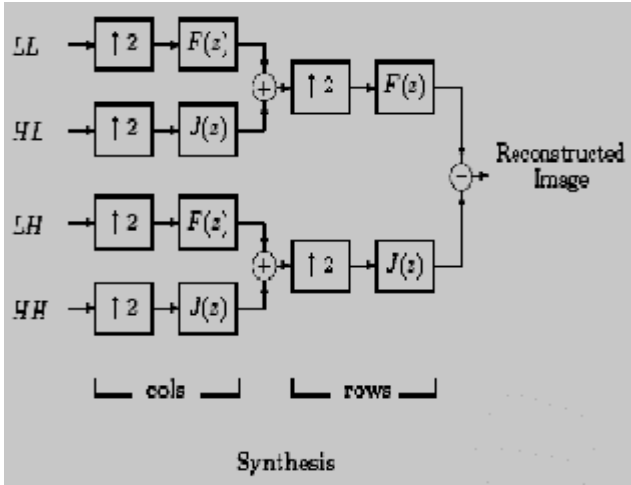 LL ↑ 2 F(z)
↑ 2 F(z)
+
HL ↑ 2 J(z)
− Reconstructed
Image
LH ↑ 2 F(z)
+ ↑ 2 J(z)
HH ↑ 2 J(z)
cols rows
Synthesis